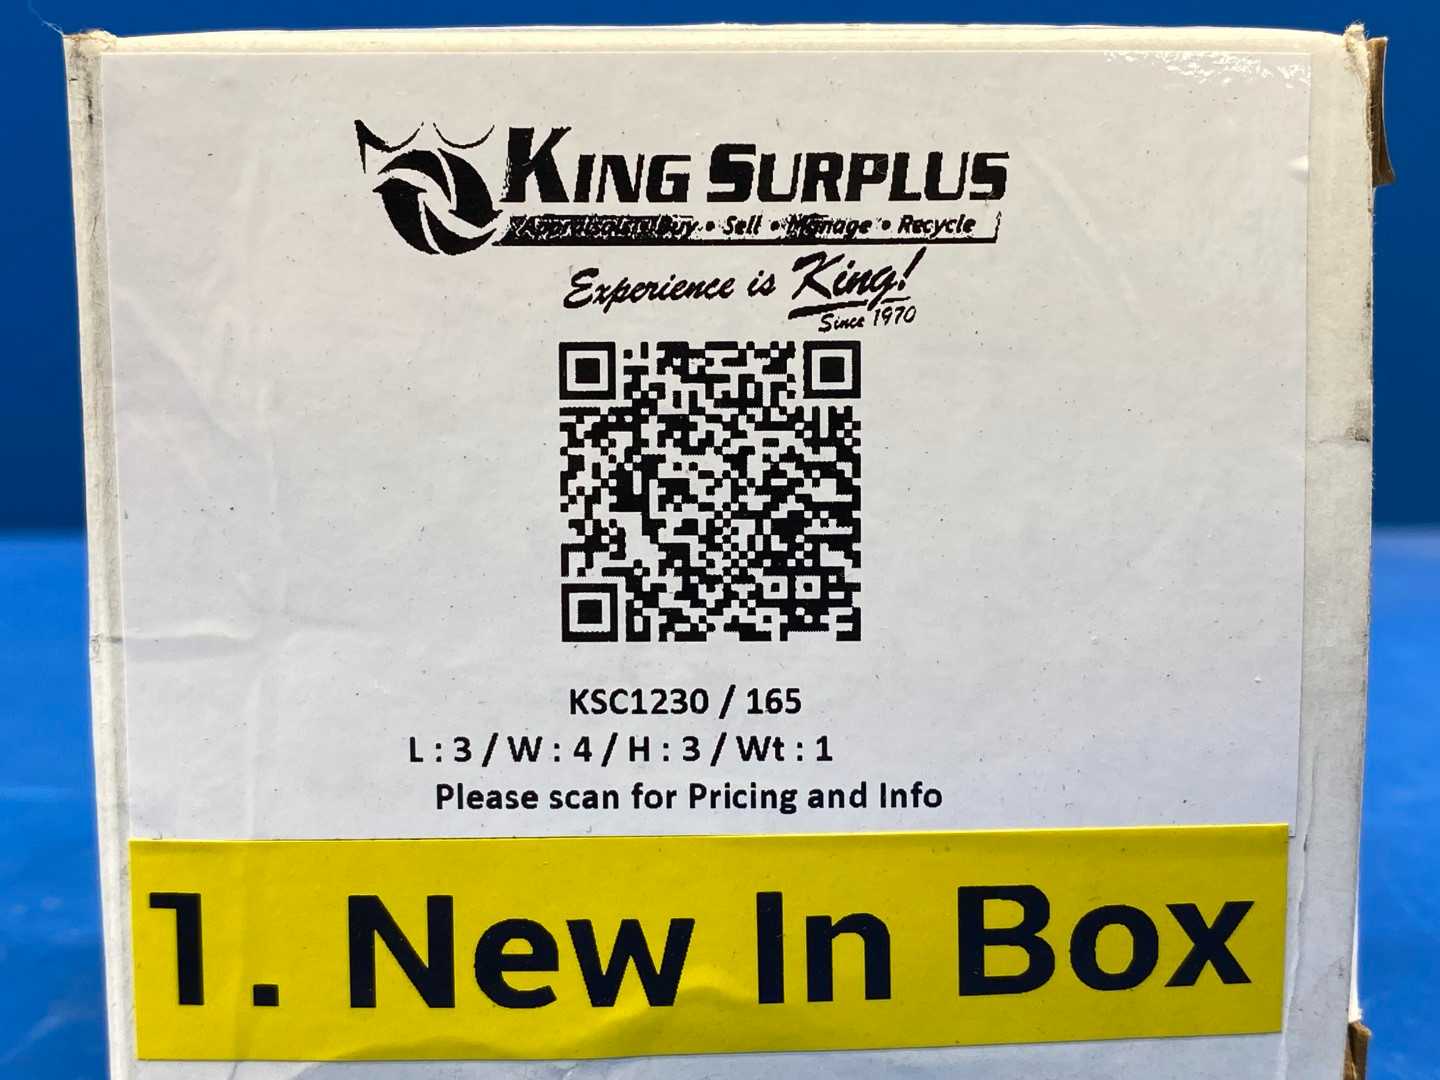 KING SURPLUS
Buy • Sell • Manage • Recycle
Experience is King!
Since 1970
KSC1230 / 165
L : 3 / W : 4 / H : 3 / Wt : 1
Please scan for Pricing and Info
1. New In Box